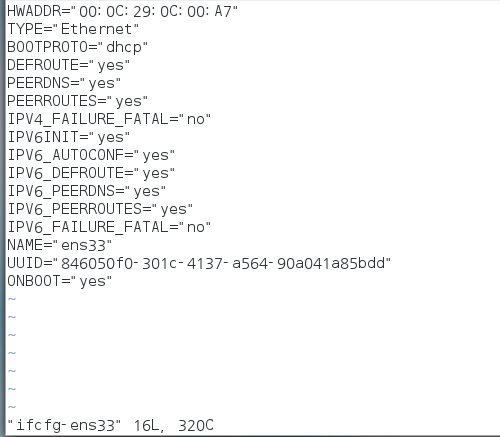 HWADDR="00:0C:29:0C:00:A7"
TYPE="Ethernet"
BOOTPROTO="dhcp"
DEFROUTE="yes"
PEERDNS="yes"
PEERROUTES="yes"
IPV4_FAILURE_FATAL="no"
IPV6INIT="yes"
IPV6_AUTOCONF="yes"
IPV6_DEFROUTE="yes"
IPV6_PEERDNS="yes"
IPV6_PEERROUTES="yes"
IPV6_FAILURE_FATAL="no"
NAME="ens33"
UUID="846050f0-301c-4137-a564-90a041a85bdd"
ONBOOT="yes"
~
~
~
~
~
~
~
"ifcfg-ens33" 16L, 320C